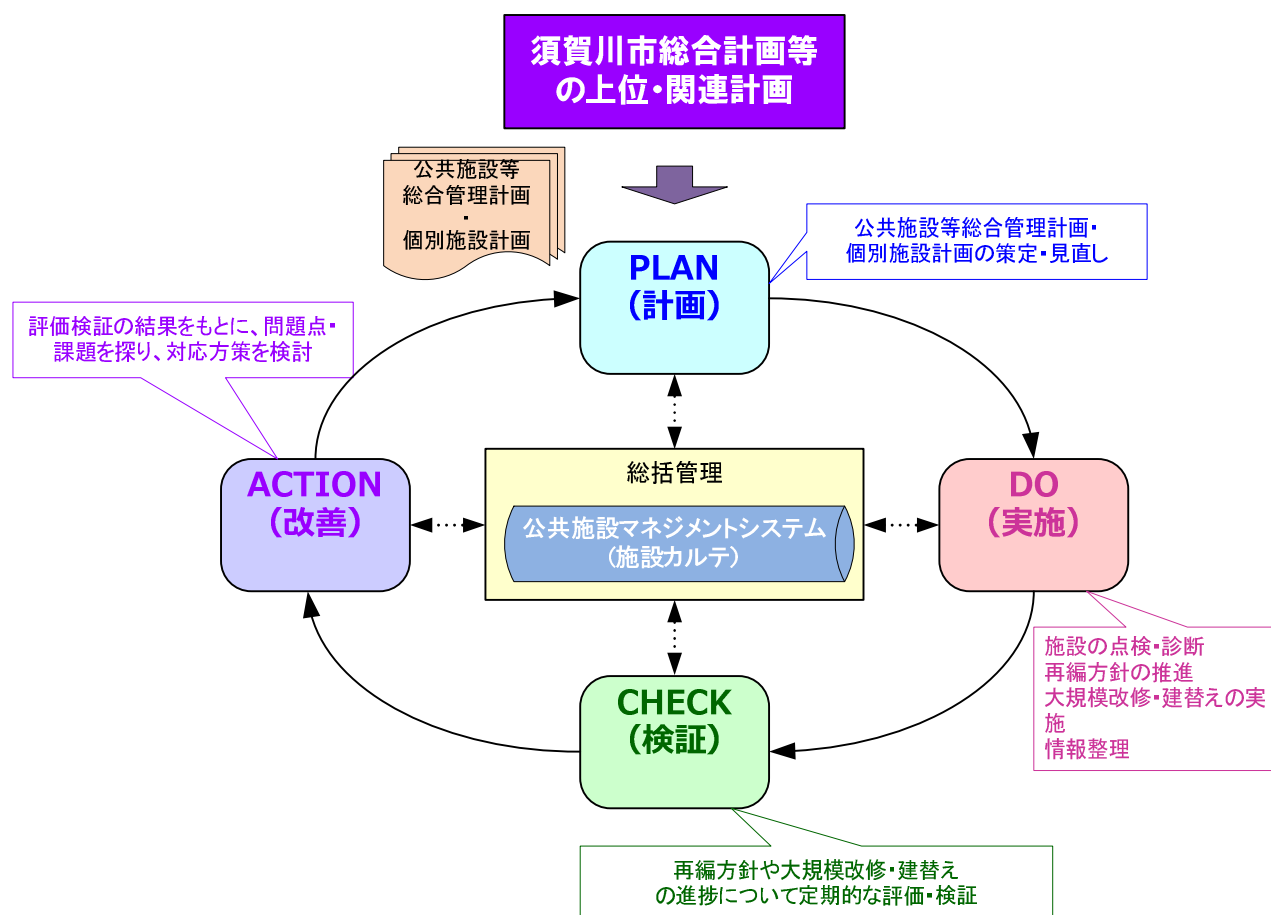 須賀川市総合計画等
の上位・関連計画
公共施設等
総合管理計画
・
個別施設計画
公共施設等総合管理計画・
個別施設計画の策定・見直し
PLAN
（計画）
評価検証の結果をもとに、問題点・
課題を探り、対応方策を検討
ACTION
（改善）
総括管理
公共施設マネジメントシステム
（施設カルテ）
DO
（実施）
施設の点検・診断
再編方針の推進
大規模改修・建替えの実
施
情報整理
CHECK
（検証）
再編方針や大規模改修・建替え
の進捗について定期的な評価・検証